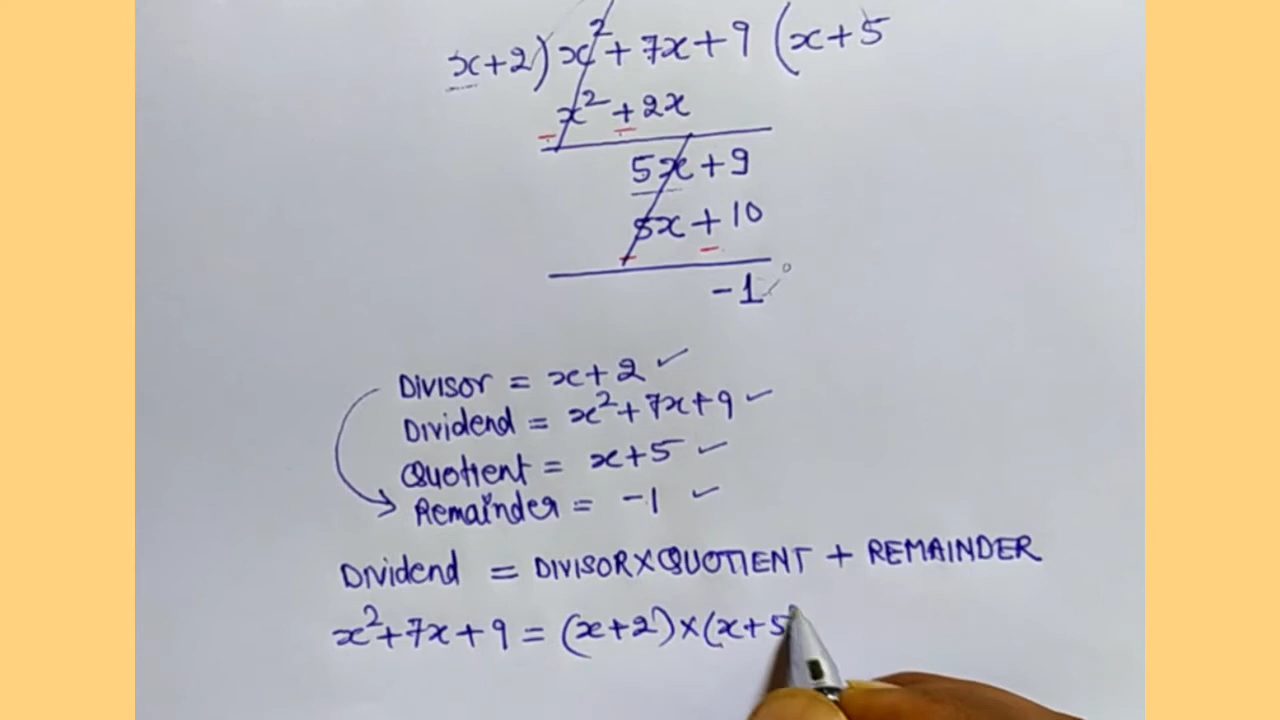 x+2)x²+7x+9(x+5
x²+2x
5x+9
5x+10
-1
Divisor = x+2 ✓
Dividend = x²+7x+9 ✓
Quotient = x+5 ✓
Remainder = -1 ✓
Dividend = DIVISOR×QUOTIENT + REMAINDER
x²+7x+9 = (x+2)×(x+5